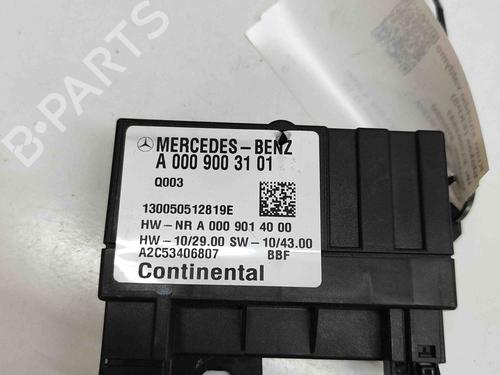 MERCEDES-BENZ
A 000 900 31 01
Q003
130050512819E
HW-NR A 000 901 40 00
HW-10/29.00 SW-10/43.00
A2C53406807 BBF
Continental
B-PARTS